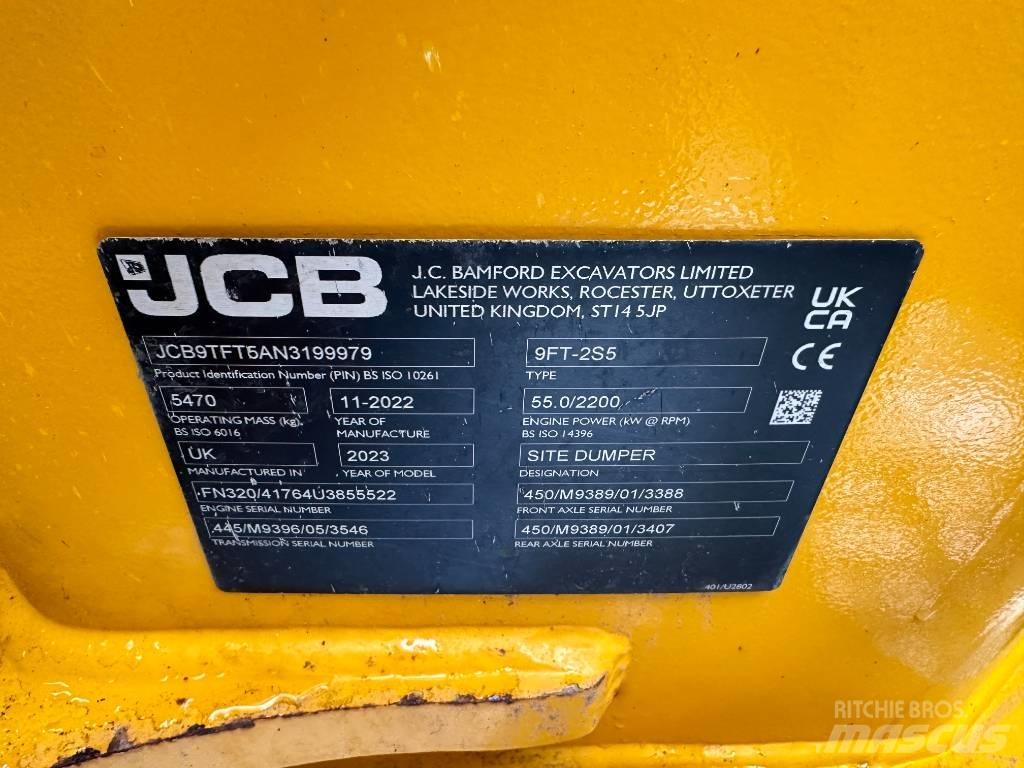 JCB
J.C. BAMFORD EXCAVATORS LIMITED
LAKESIDE WORKS, ROCESTER, UTTOXETER
UNITED KINGDOM, ST14 5JP
UK
CA
CE
JCB9TFT5AN3199979
Product Identification Number (PIN) BS ISO 10261
9FT-2S5
TYPE
5470
OPERATING MASS (kg)
BS ISO 6016
11-2022
YEAR OF
MANUFACTURE
55.0/2200
ENGINE POWER (kW @ RPM)
BS ISO 14396
UK
MANUFACTURED IN
2023
YEAR OF MODEL
SITE DUMPER
DESIGNATION
FN320/41764U3855522
ENGINE SERIAL NUMBER
450/M9389/01/3388
FRONT AXLE SERIAL NUMBER
445/M9396/05/3546
TRANSMISSION SERIAL NUMBER
450/M9389/01/3407
REAR AXLE SERIAL NUMBER
401/U2602
RITCHIE BROS.
MASCUS